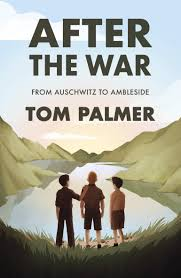 AFTER
THE WAR
FROM AUSCHWITZ TO AMBLESIDE
TOM PALMER